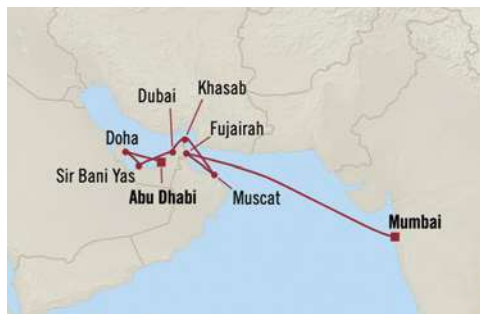 Khasab
Dubai
Doha
Fujairah
Sir Bani Yas
Abu Dhabi
Muscat
Mumbai